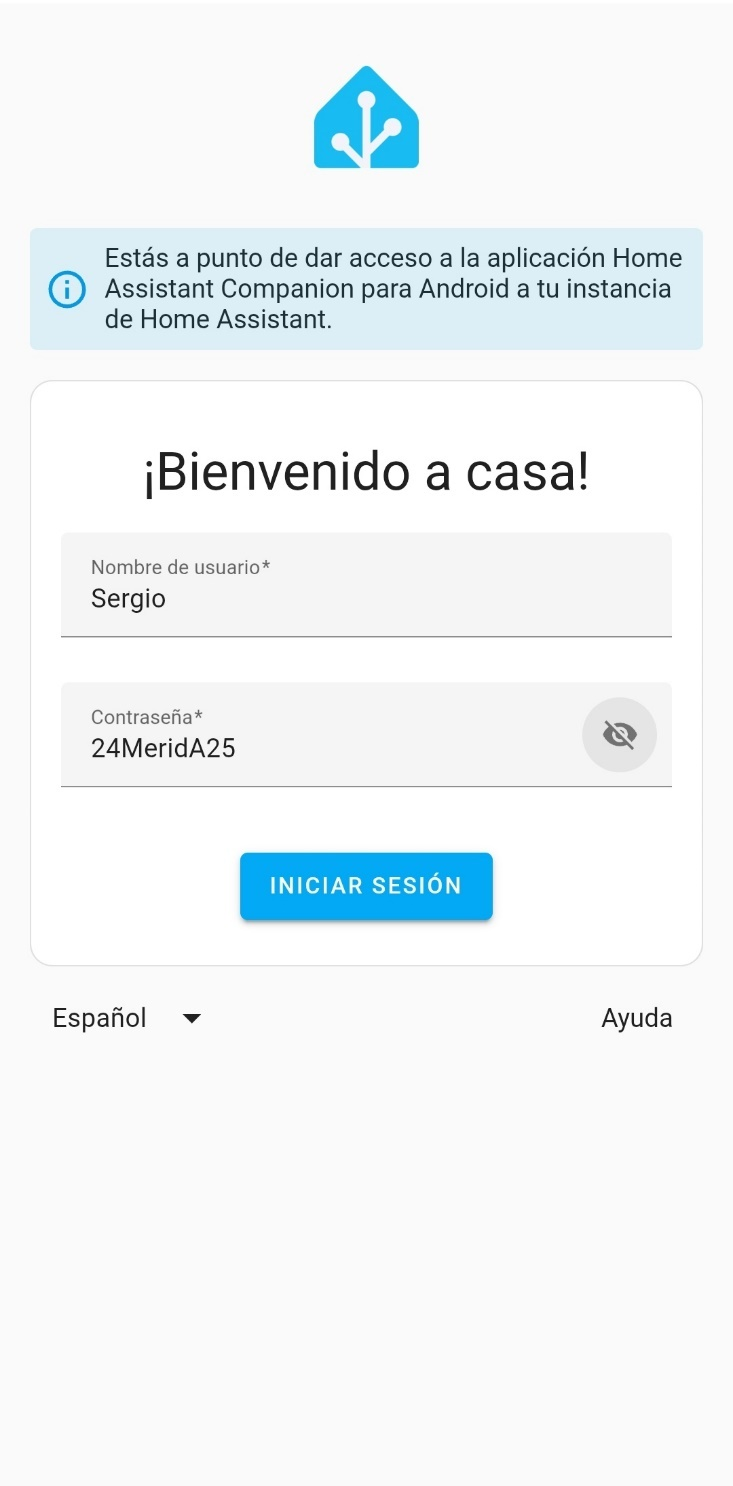 Estás a punto de dar acceso a la aplicación Home
Assistant Companion para Android a tu instancia
de Home Assistant.
¡Bienvenido a casa!
Nombre de usuario*
Sergio
Contraseña*
24MeridA25
INICIAR SESIÓN
Español
Ayuda